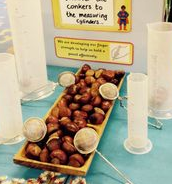 conkers to
the measuring
cylinders...
We are developing our finger
strength to help us hold a
pencil effectively.